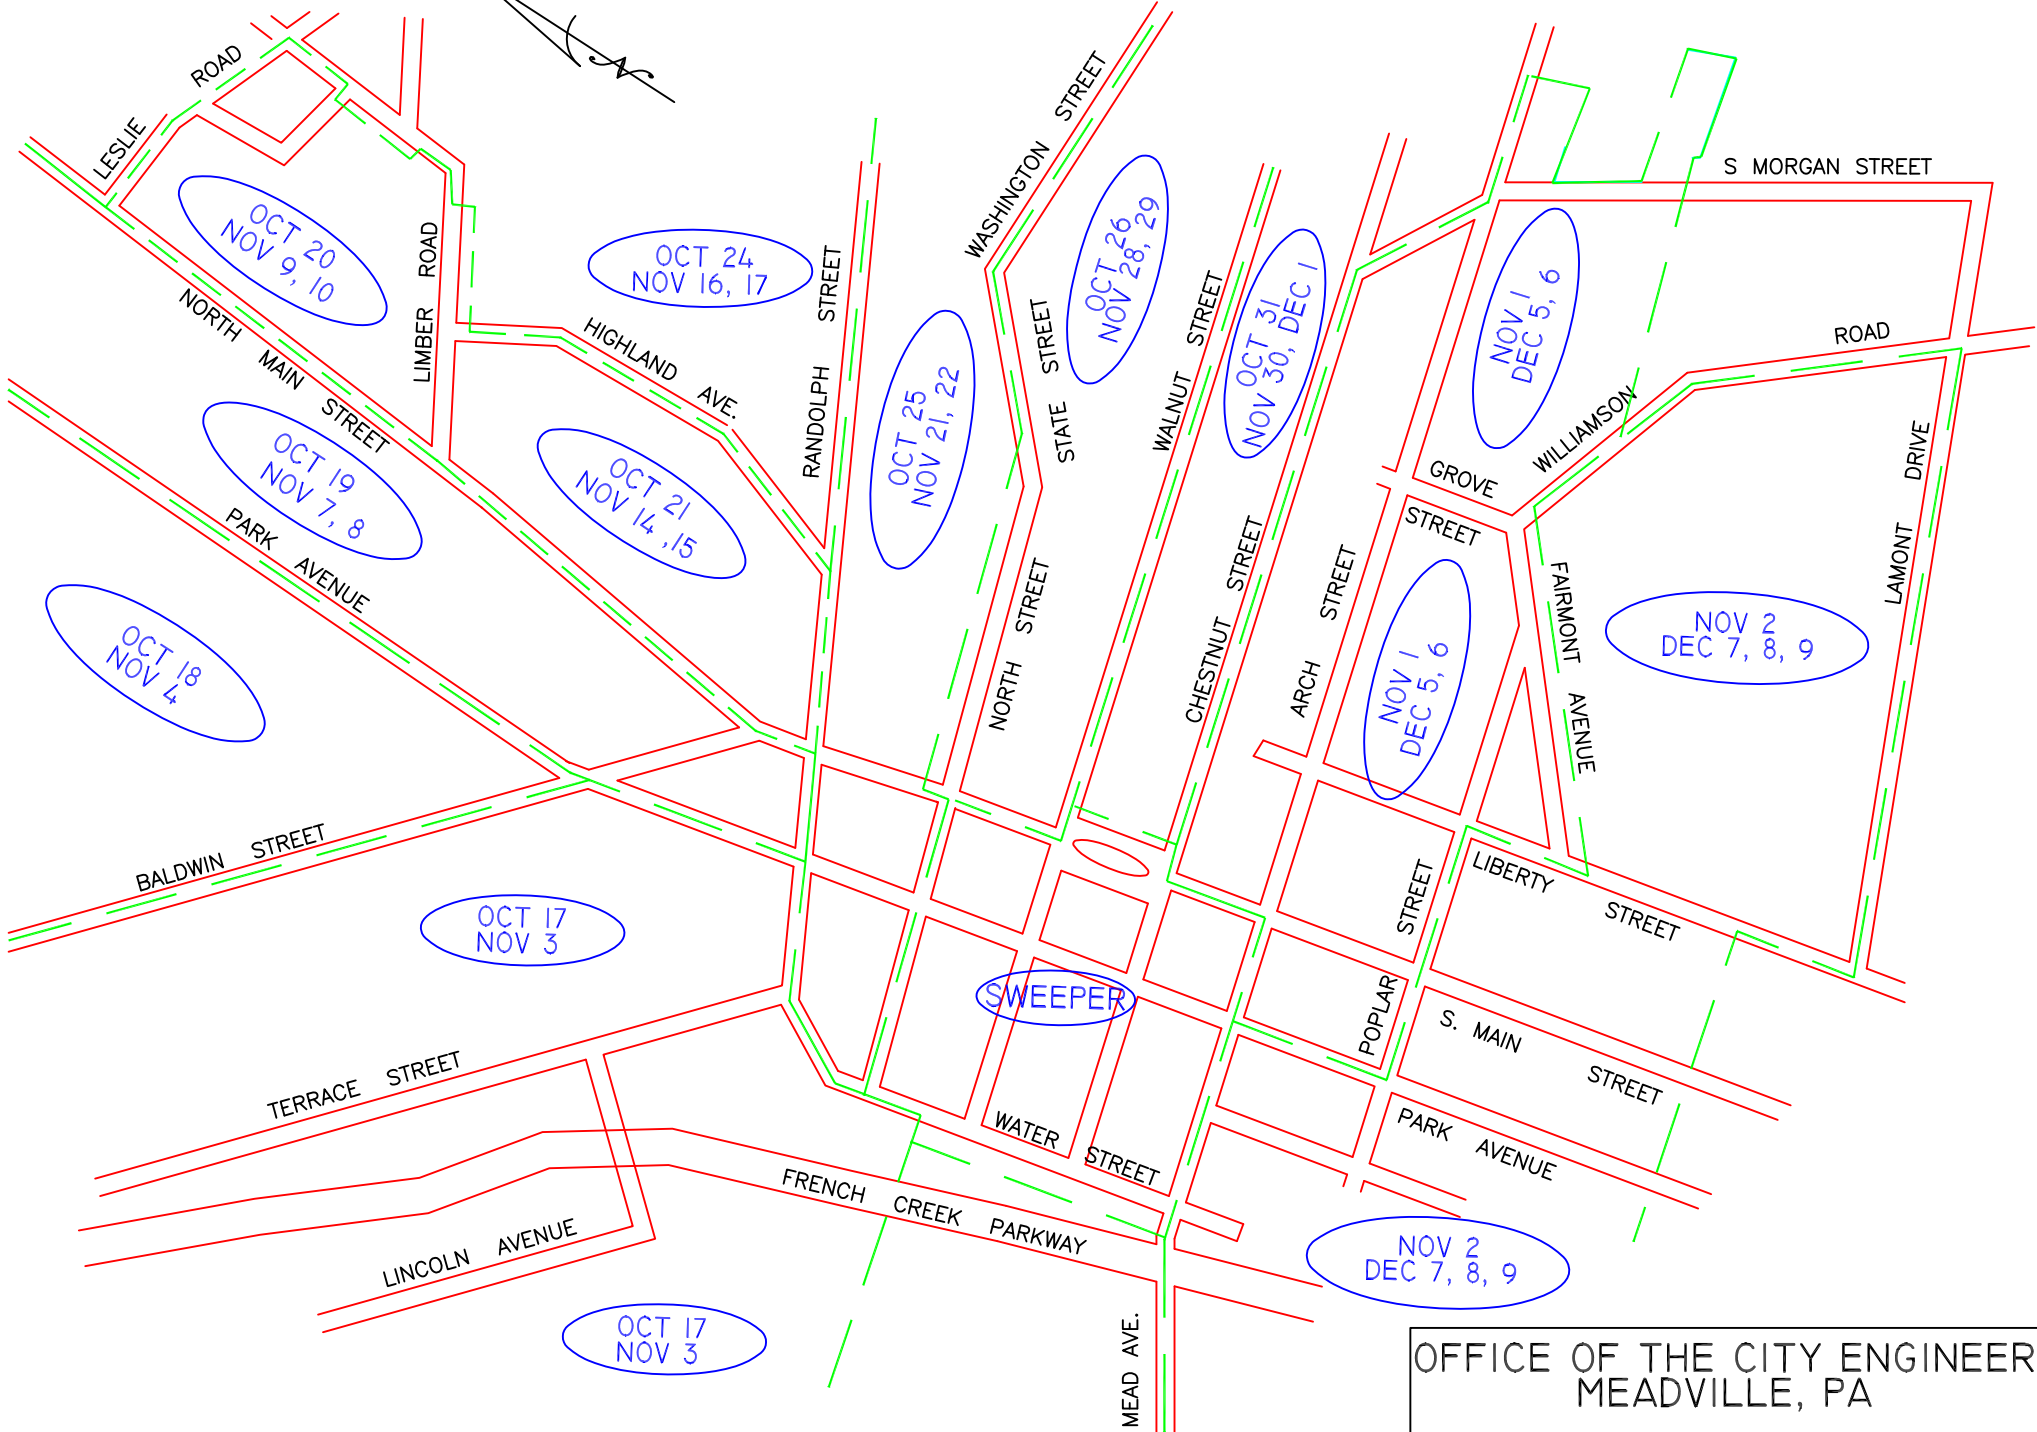 N
LESLIE ROAD
OCT 20
NOV 9, 10
LIMBER ROAD
NORTH MAIN STREET
OCT 24
NOV 16, 17
HIGHLAND AVE.
RANDOLPH STREET
OCT 25
NOV 21, 22
WASHINGTON STREET
STATE STREET
NORTH STREET
OCT 26
NOV 28, 29
WALNUT STREET
OCT 31
NOV 30, DEC 1
CHESTNUT STREET
ARCH STREET
NOV 1
DEC 5, 6
S MORGAN STREET
WILLIAMSON ROAD
GROVE
STREET
LAMONT DRIVE
FAIRMONT AVENUE
NOV 1
DEC 5, 6
NOV 2
DEC 7, 8, 9
OCT 19
NOV 7, 8
OCT 21
NOV 14 ,15
PARK AVENUE
OCT 18
NOV 4
BALDWIN STREET
OCT 17
NOV 3
SWEEPER
POPLAR STREET
LIBERTY STREET
S. MAIN STREET
PARK AVENUE
TERRACE STREET
WATER STREET
FRENCH CREEK PARKWAY
LINCOLN AVENUE
OCT 17
NOV 3
MEAD AVE.
NOV 2
DEC 7, 8, 9
OFFICE OF THE CITY ENGINEER
MEADVILLE, PA